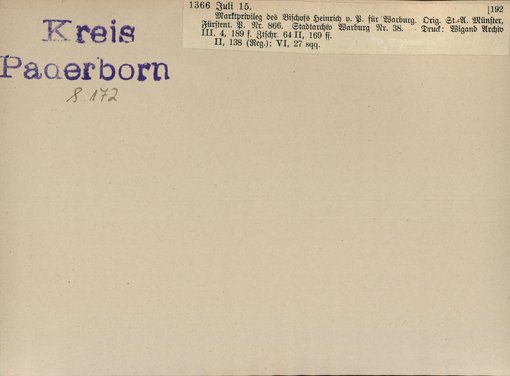 Kreis
Paderborn
S. 172
1366 Juli 15. [192
Marktprivileg des Bischofs Heinrich v. P. für Warburg. Orig. St.-A. Münster,
Fürstent. P. Nr. 866. Stadtarchiv Warburg Nr. 38. — Druck: Wigand Archiv
III. 4, 189 f. Ztschr. 64 II, 169 ff.
II, 138 (Reg.); VI, 27 sqq.